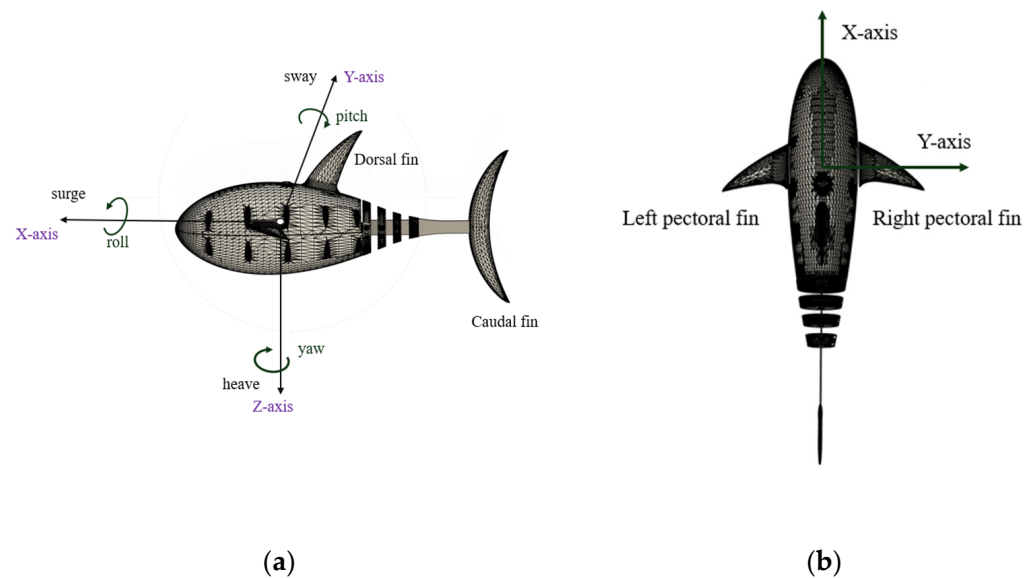 sway Y-axis
pitch
Dorsal fin
surge
X-axis
roll
Caudal fin
yaw
heave
Z-axis
(a)
X-axis
Y-axis
Left pectoral fin
Right pectoral fin
(b)